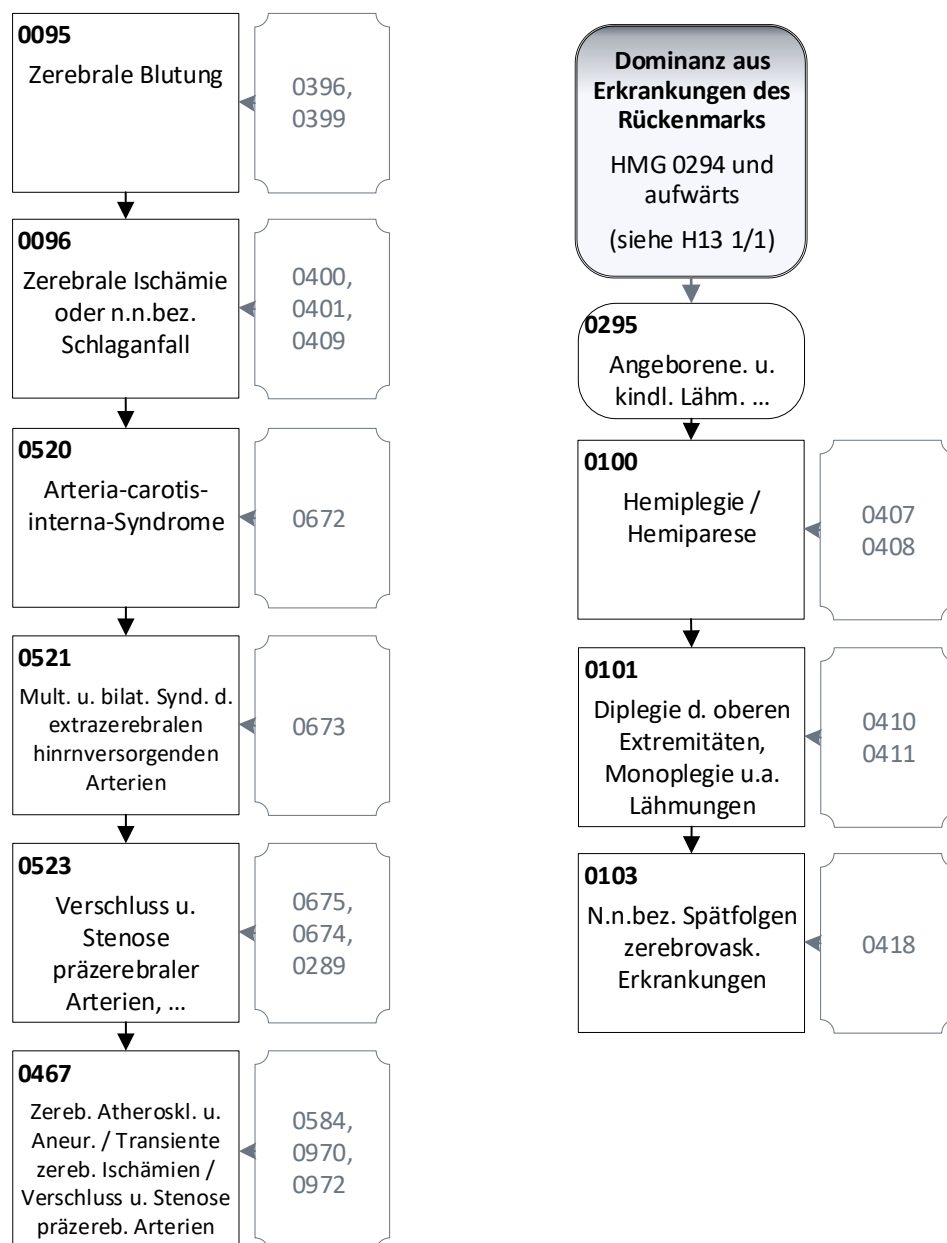 0095
Zerebrale Blutung
0396,
0399
0096
Zerebrale Ischämie
oder n.n.bez.
Schlaganfall
0400,
0401,
0409
0520
Arteria-carotis-
interna-Syndrome
0672
0521
Mult. u. bilat. Synd. d.
extrazerebralen
hinrnversorgenden
Arterien
0673
0523
Verschluss u.
Stenose
präzerebraler
Arterien, ...
0675,
0674,
0289
0467
Zereb. Atheroskl. u.
Aneur. / Transiente
zereb. Ischämien /
Verschluss u. Stenose
präzereb. Arterien
0584,
0970,
0972
Dominanz aus
Erkrankungen des
Rückenmarks
HMG 0294 und
aufwärts
(siehe H13 1/1)
0295
Angeborene. u.
kindl. Lähm. ...
0100
Hemiplegie /
Hemiparese
0407
0408
0101
Diplegie d. oberen
Extremitäten,
Monoplegie u.a.
Lähmungen
0410
0411
0103
N.n.bez. Spätfolgen
zerebrovask.
Erkrankungen
0418